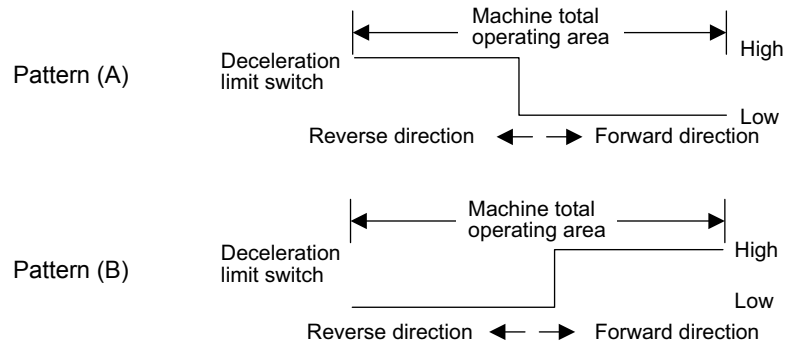 Machine total
operating area
High
Deceleration
limit switch
Pattern (A)
Low
Reverse direction
Forward direction
Machine total
operating area
Deceleration
limit switch
High
Pattern (B)
Low
Reverse direction
Forward direction